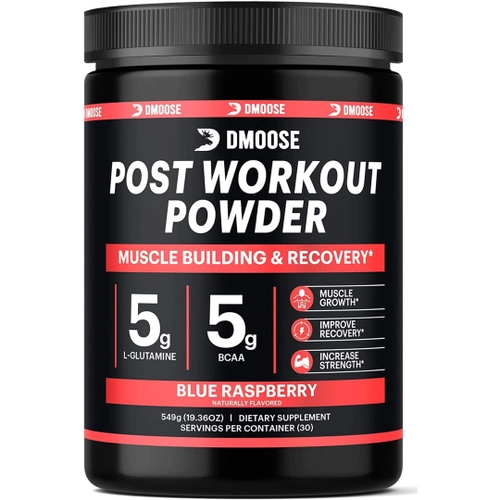 DMOOSE DMOOSE DMOOSE
DMOOSE
POST WORKOUT
POWDER
MUSCLE BUILDING & RECOVERY*
5g
L-GLUTAMINE
5g
BCAA
MUSCLE
GROWTH*
IMPROVE
RECOVERY*
INCREASE
STRENGTH*
BLUE RASPBERRY
NATURALLY FLAVORED
549g (19.36OZ) | DIETARY SUPPLEMENT
SERVINGS PER CONTAINER (30)